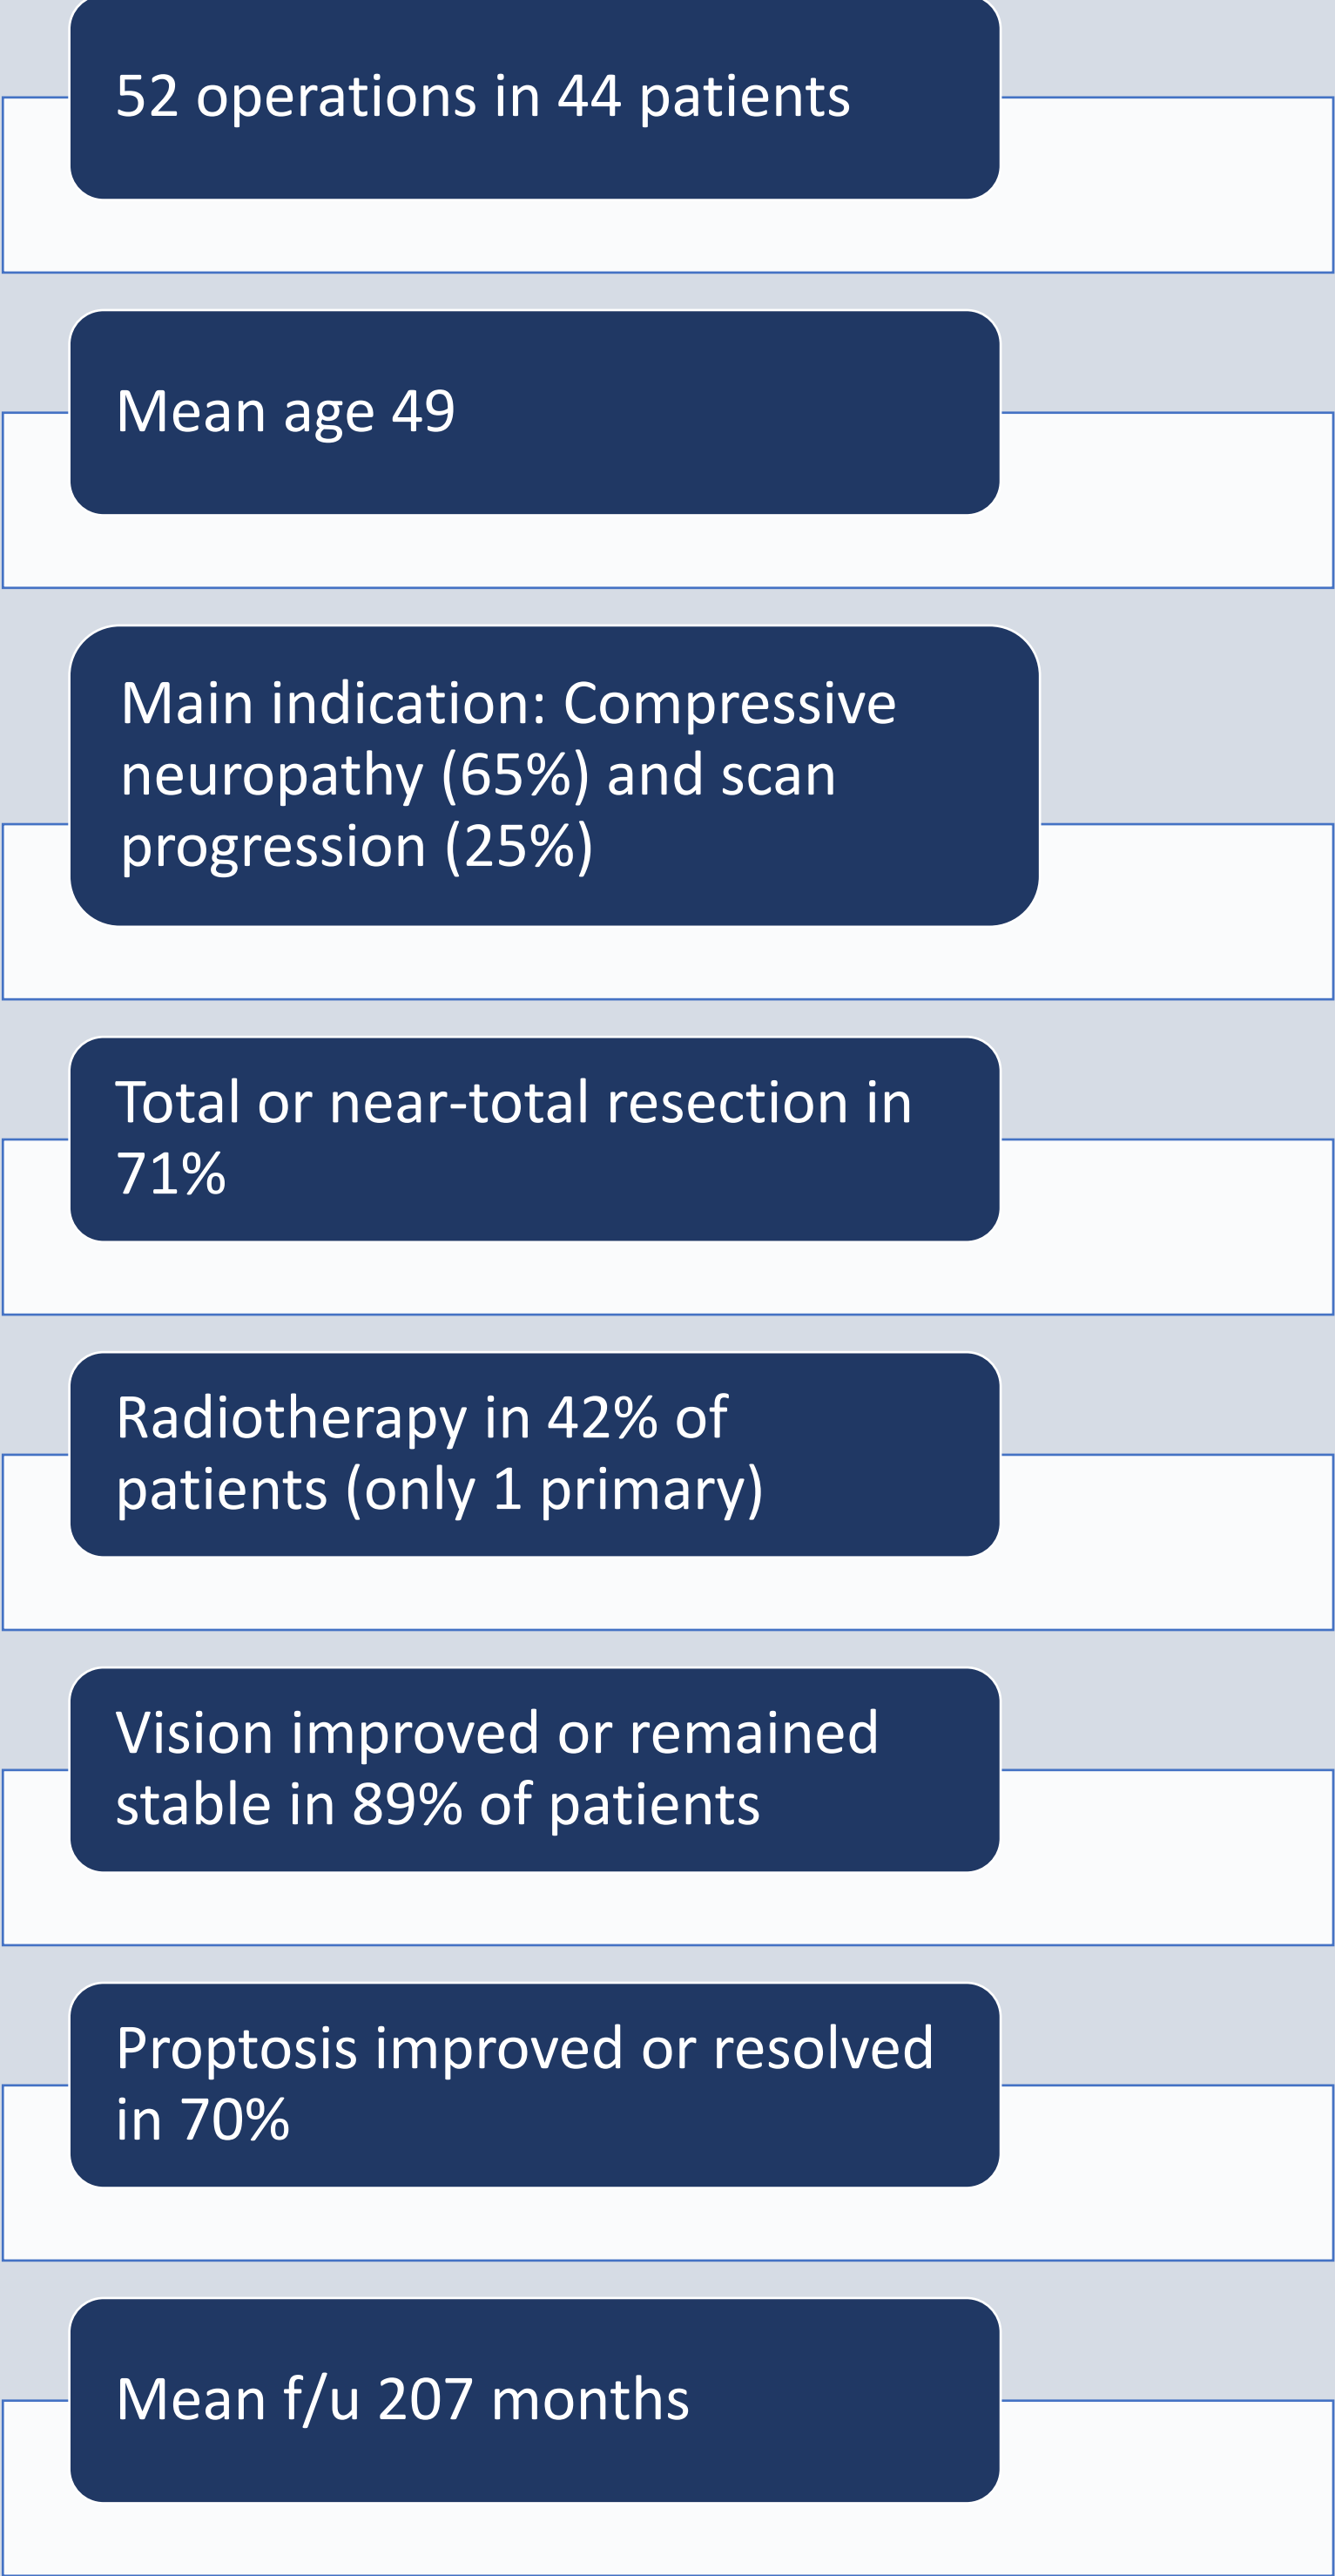 52 operations in 44 patients
Mean age 49
Main indication: Compressive
neuropathy (65%) and scan
progression (25%)
Total or near-total resection in
71%
Radiotherapy in 42% of
patients (only 1 primary)
Vision improved or remained
stable in 89% of patients
Proptosis improved or resolved
in 70%
Mean f/u 207 months